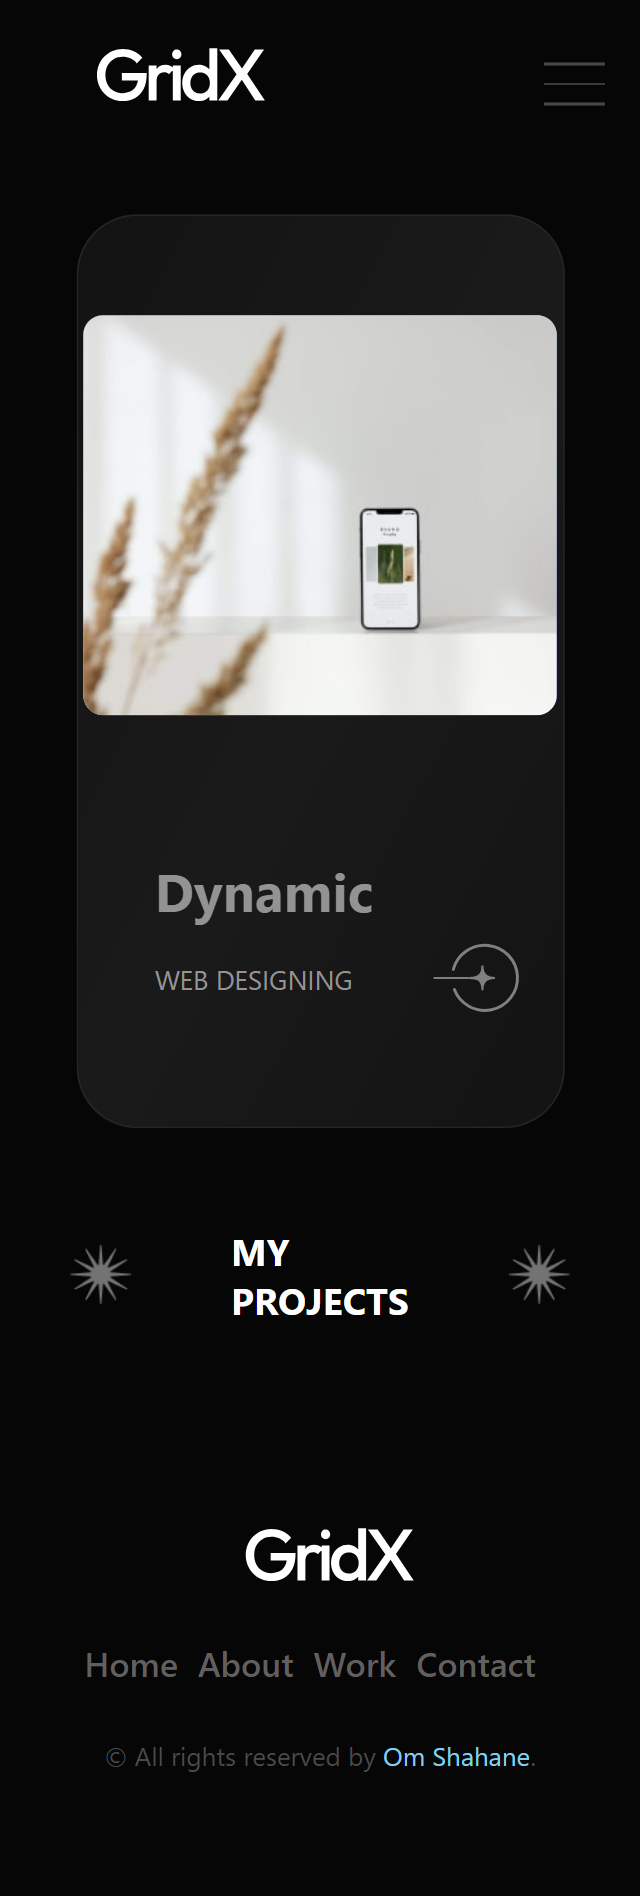 GridX
Dynamic
WEB DESIGNING
MY
PROJECTS
GridX
Home About Work Contact
© All rights reserved by Om Shahane.